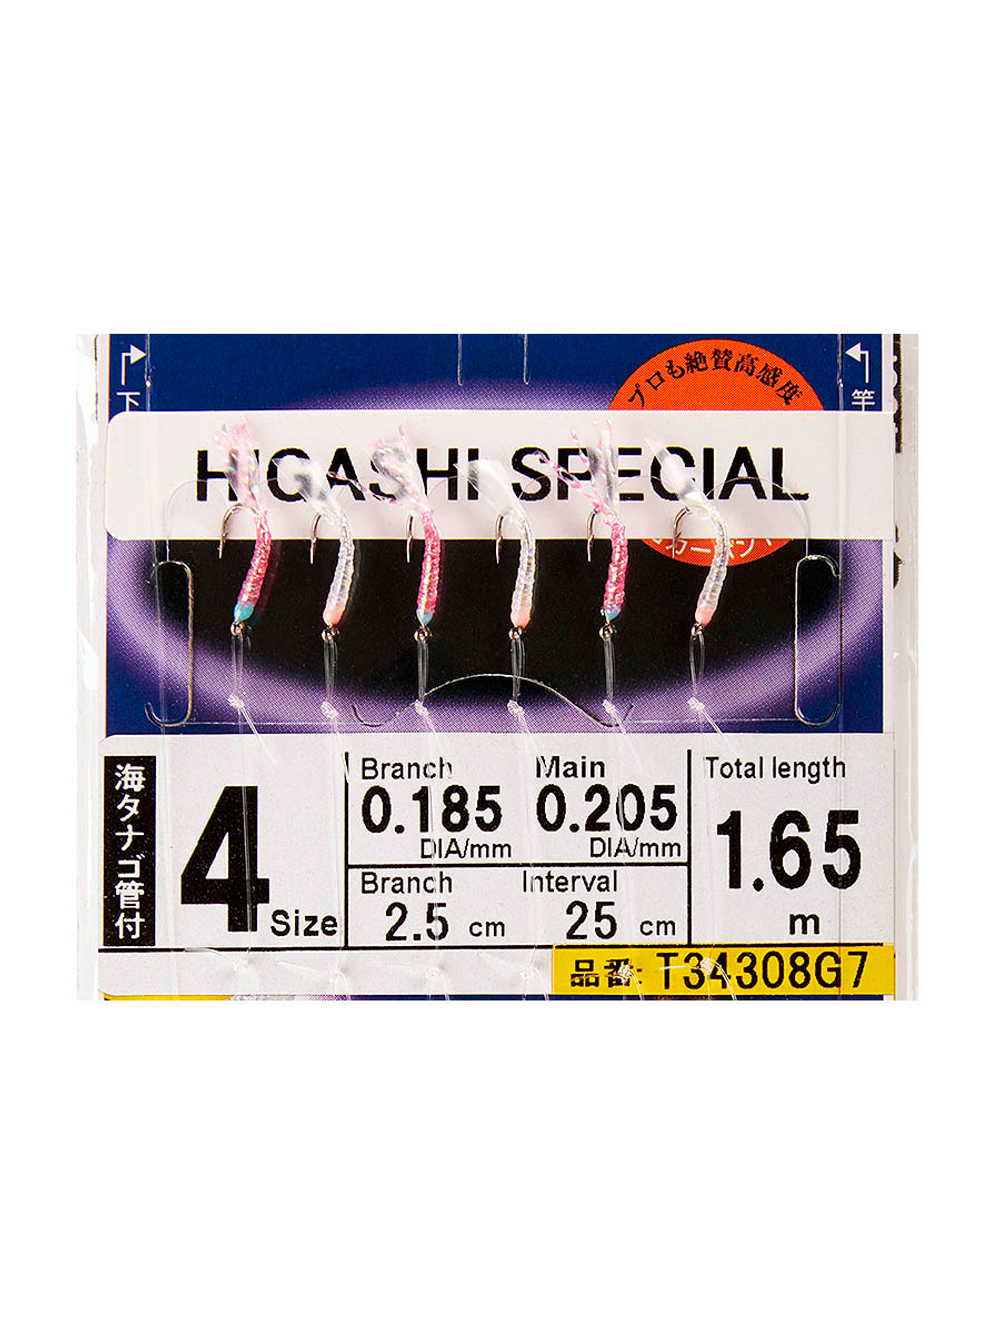 プロも絶賛高感度
下
竿
HIGASHI SPECIAL
海タナゴ管付
4 Size
Branch 0.185 DIA/mm
Main 0.205 DIA/mm
Branch 2.5 cm
Interval 25 cm
Total length
1.65
m
品番: T34308G7